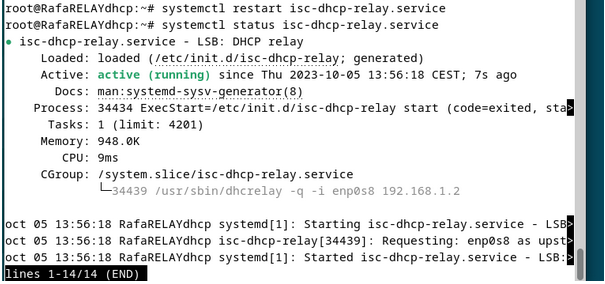 root@RafaRELAYdhcp:~# systemctl restart isc-dhcp-relay.service
root@RafaRELAYdhcp:~# systemctl status isc-dhcp-relay.service
● isc-dhcp-relay.service - LSB: DHCP relay
     Loaded: loaded (/etc/init.d/isc-dhcp-relay; generated)
     Active: active (running) since Thu 2023-10-05 13:56:18 CEST; 7s ago
       Docs: man:systemd-sysv-generator(8)
    Process: 34434 ExecStart=/etc/init.d/isc-dhcp-relay start (code=exited, sta>
      Tasks: 1 (limit: 4201)
     Memory: 948.0K
        CPU: 9ms
     CGroup: /system.slice/isc-dhcp-relay.service
             └─34439 /usr/sbin/dhcrelay -q -i enp0s8 192.168.1.2
oct 05 13:56:18 RafaRELAYdhcp systemd[1]: Starting isc-dhcp-relay.service - LSB>
oct 05 13:56:18 RafaRELAYdhcp isc-dhcp-relay[34439]: Requesting: enp0s8 as upst>
oct 05 13:56:18 RafaRELAYdhcp systemd[1]: Started isc-dhcp-relay.service - LSB:>
lines 1-14/14 (END)